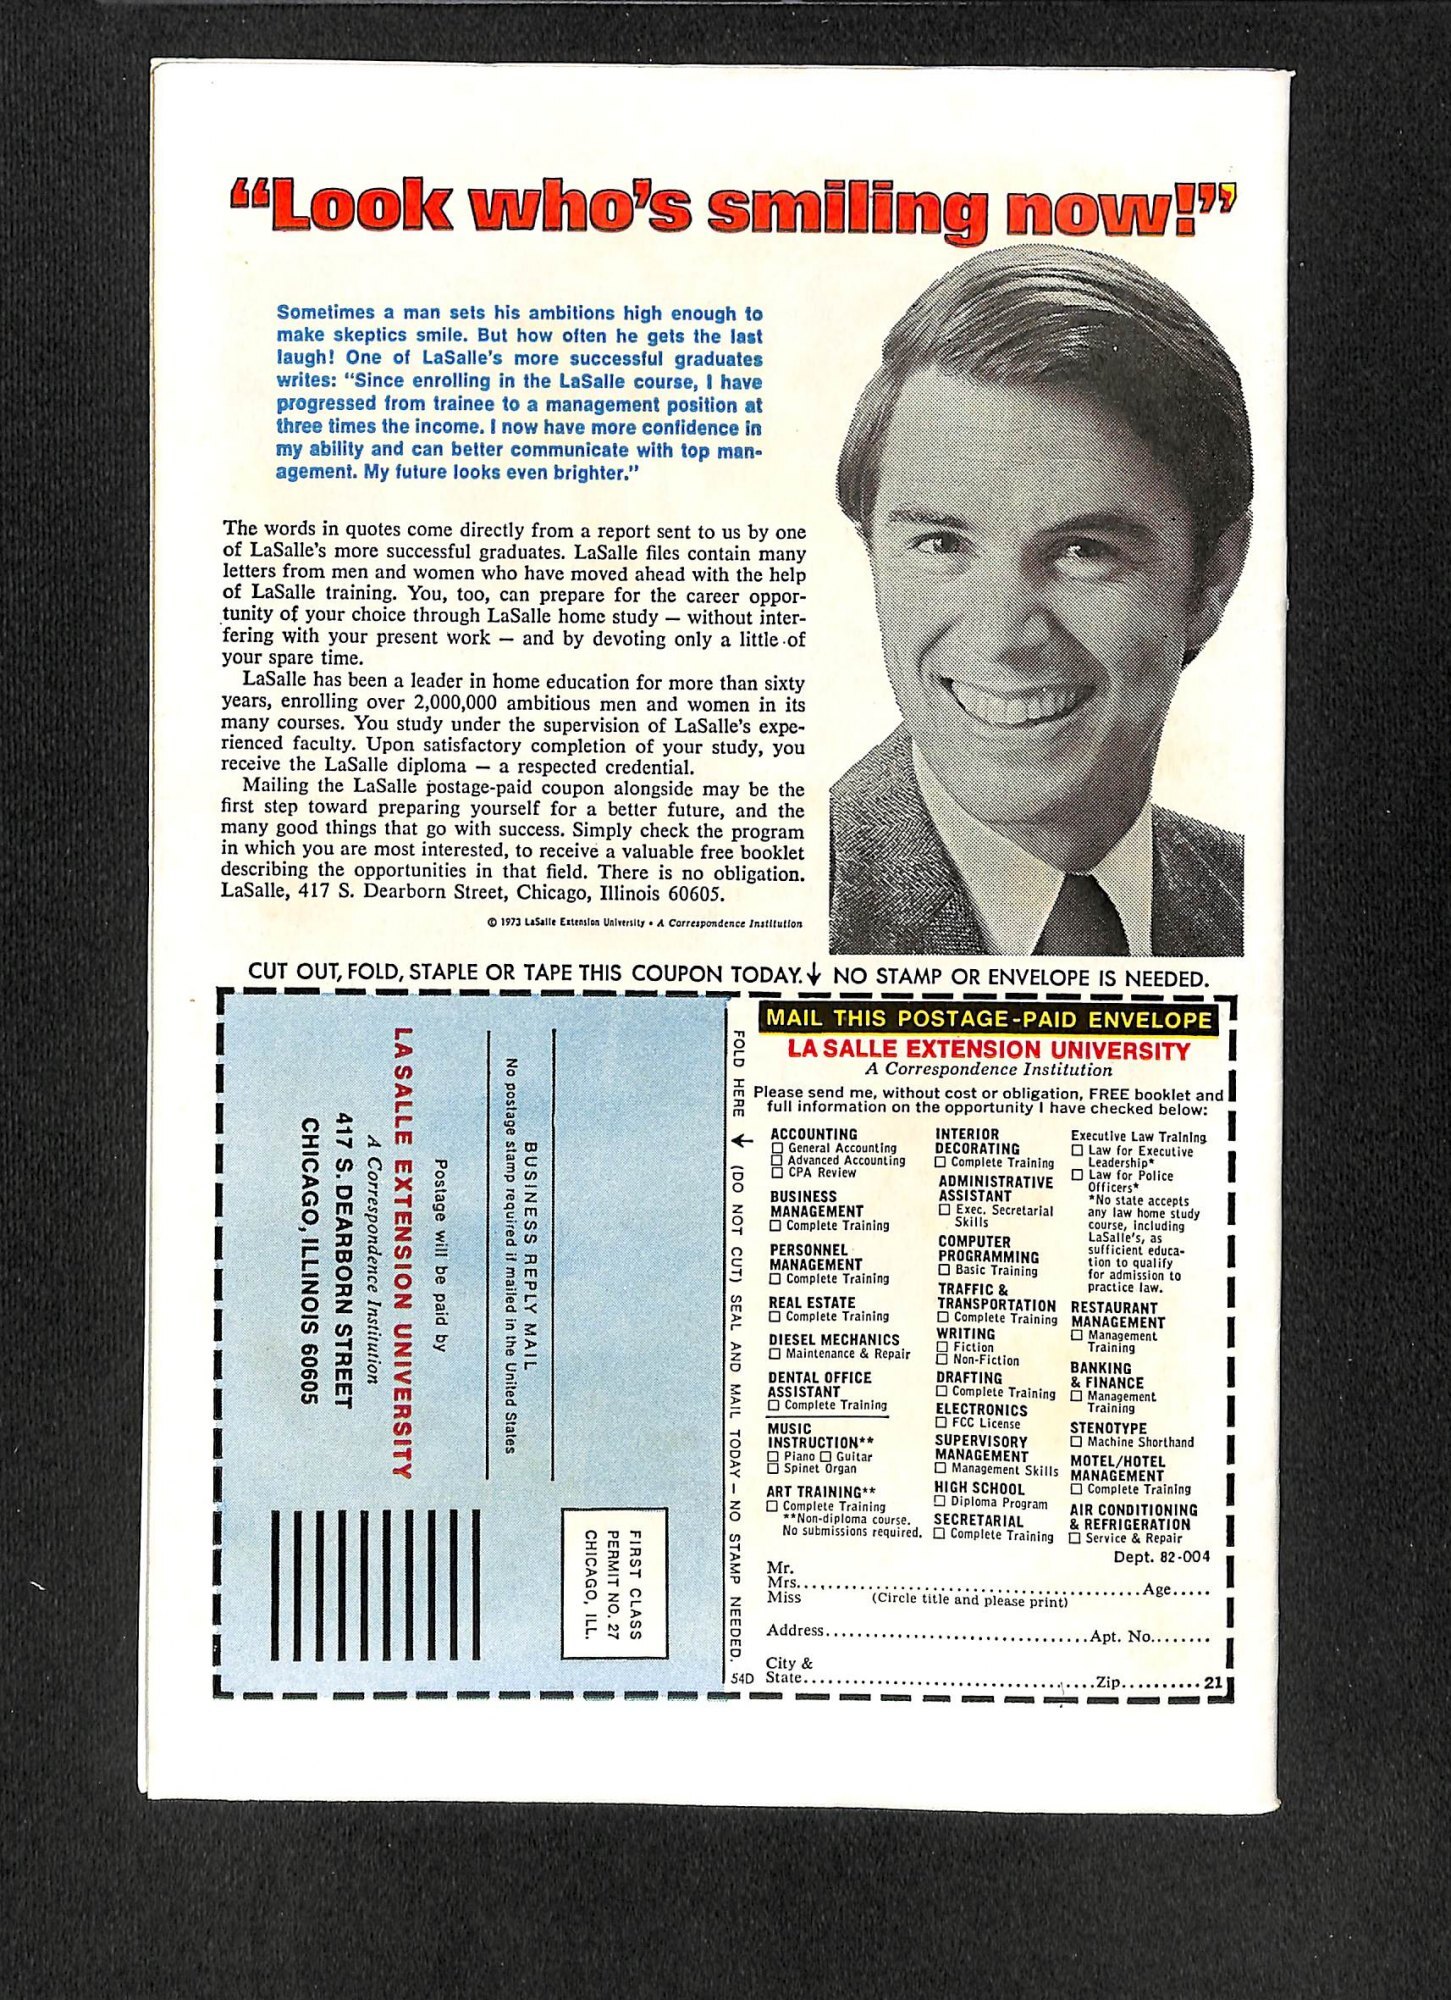 “Look who’s smiling now!”
Sometimes a man sets his ambitions high enough to
make skeptics smile. But how often he gets the last
laugh! One of LaSalle’s more successful graduates
writes: “Since enrolling in the LaSalle course, I have
progressed from trainee to a management position at
three times the income. I now have more confidence in
my ability and can better communicate with top man-
agement. My future looks even brighter.”
The words in quotes come directly from a report sent to us by one
of LaSalle’s more successful graduates. LaSalle files contain many
letters from men and women who have moved ahead with the help
of LaSalle training. You, too, can prepare for the career oppor-
tunity of your choice through LaSalle home study — without inter-
fering with your present work — and by devoting only a little of
your spare time.
LaSalle has been a leader in home education for more than sixty
years, enrolling over 2,000,000 ambitious men and women in its
many courses. You study under the supervision of LaSalle’s expe-
rienced faculty. Upon satisfactory completion of your study, you
receive the LaSalle diploma — a respected credential.
Mailing the LaSalle postage-paid coupon alongside may be the
first step toward preparing yourself for a better future, and the
many good things that go with success. Simply check the program
in which you are most interested, to receive a valuable free booklet
describing the opportunities in that field. There is no obligation.
LaSalle, 417 S. Dearborn Street, Chicago, Illinois 60605.
© 1973 LaSalle Extension University • A Correspondence Institution
CUT OUT, FOLD, STAPLE OR TAPE THIS COUPON TODAY.↓ NO STAMP OR ENVELOPE IS NEEDED.
FIRST CLASS
PERMIT NO. 27
CHICAGO, ILL.
BUSINESS REPLY MAIL
No postage stamp required if mailed in the United States
Postage will be paid by
LA SALLE EXTENSION UNIVERSITY
A Correspondence Institution
417 S. DEARBORN STREET
CHICAGO, ILLINOIS 60605
FOLD HERE ↓ (DO NOT CUT) SEAL AND MAIL TODAY — NO STAMP NEEDED.
54D
MAIL THIS POSTAGE-PAID ENVELOPE
LA SALLE EXTENSION UNIVERSITY
A Correspondence Institution
Please send me, without cost or obligation, FREE booklet and
full information on the opportunity I have checked below:
ACCOUNTING
☐ General Accounting
☐ Advanced Accounting
☐ CPA Review
BUSINESS
MANAGEMENT
☐ Complete Training
PERSONNEL
MANAGEMENT
☐ Complete Training
REAL ESTATE
☐ Complete Training
DIESEL MECHANICS
☐ Maintenance & Repair
DENTAL OFFICE
ASSISTANT
☐ Complete Training
MUSIC
INSTRUCTION**
☐ Piano ☐ Guitar
☐ Spinet Organ
ART TRAINING**
☐ Complete Training
**Non-diploma course.
No submissions required.
INTERIOR
DECORATING
☐ Complete Training
ADMINISTRATIVE
ASSISTANT
☐ Exec. Secretarial
Skills
COMPUTER
PROGRAMMING
☐ Basic Training
TRAFFIC &
TRANSPORTATION
☐ Complete Training
WRITING
☐ Fiction
☐ Non-Fiction
DRAFTING
☐ Complete Training
ELECTRONICS
☐ FCC License
SUPERVISORY
MANAGEMENT
☐ Management Skills
HIGH SCHOOL
☐ Diploma Program
SECRETARIAL
☐ Complete Training
Executive Law Training
☐ Law for Executive
Leadership*
☐ Law for Police
Officers*
*No state accepts
any law home study
course, including
LaSalle’s, as
sufficient educa-
tion to qualify
for admission to
practice law.
RESTAURANT
MANAGEMENT
☐ Management
Training
BANKING
& FINANCE
☐ Management
Training
STENOTYPE
☐ Machine Shorthand
MOTEL/HOTEL
MANAGEMENT
☐ Complete Training
AIR CONDITIONING
& REFRIGERATION
☐ Service & Repair
Dept. 82-004
Mr.
Mrs. Age
Miss (Circle title and please print)
Address Apt. No.
City &
State Zip 21